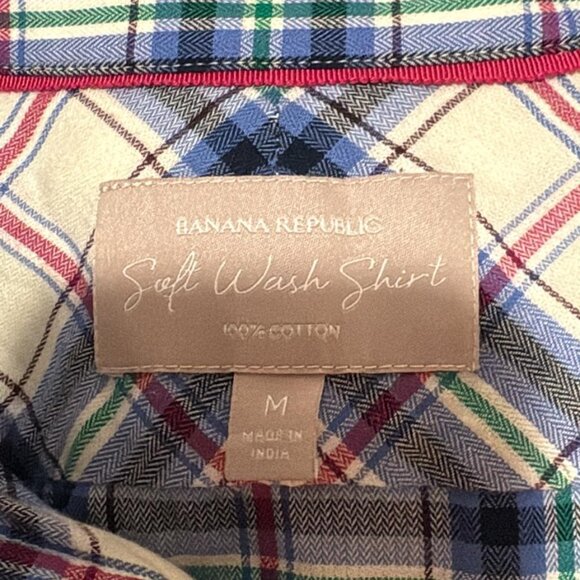 BANANA REPUBLIC
Soft Wash Shirt
100% COTTON
M
MADE IN
INDIA